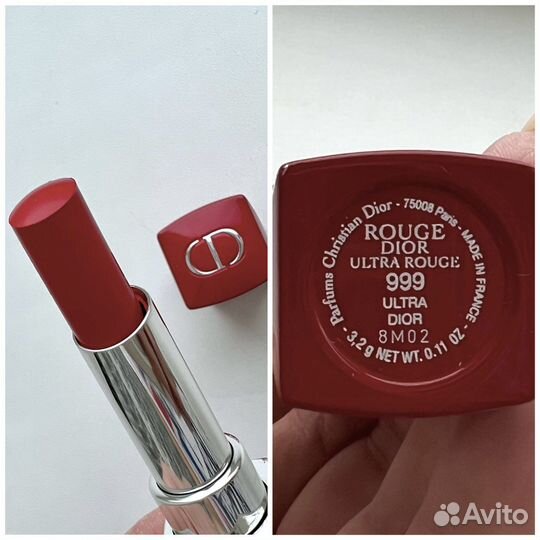 CD
Parfums Christian Dior - 75008 Paris - MADE IN FRANCE
ROUGE
DIOR
ULTRA ROUGE
999
ULTRA
DIOR
8M02
- 3,2 g NET WT. 0.11 OZ -
Avito